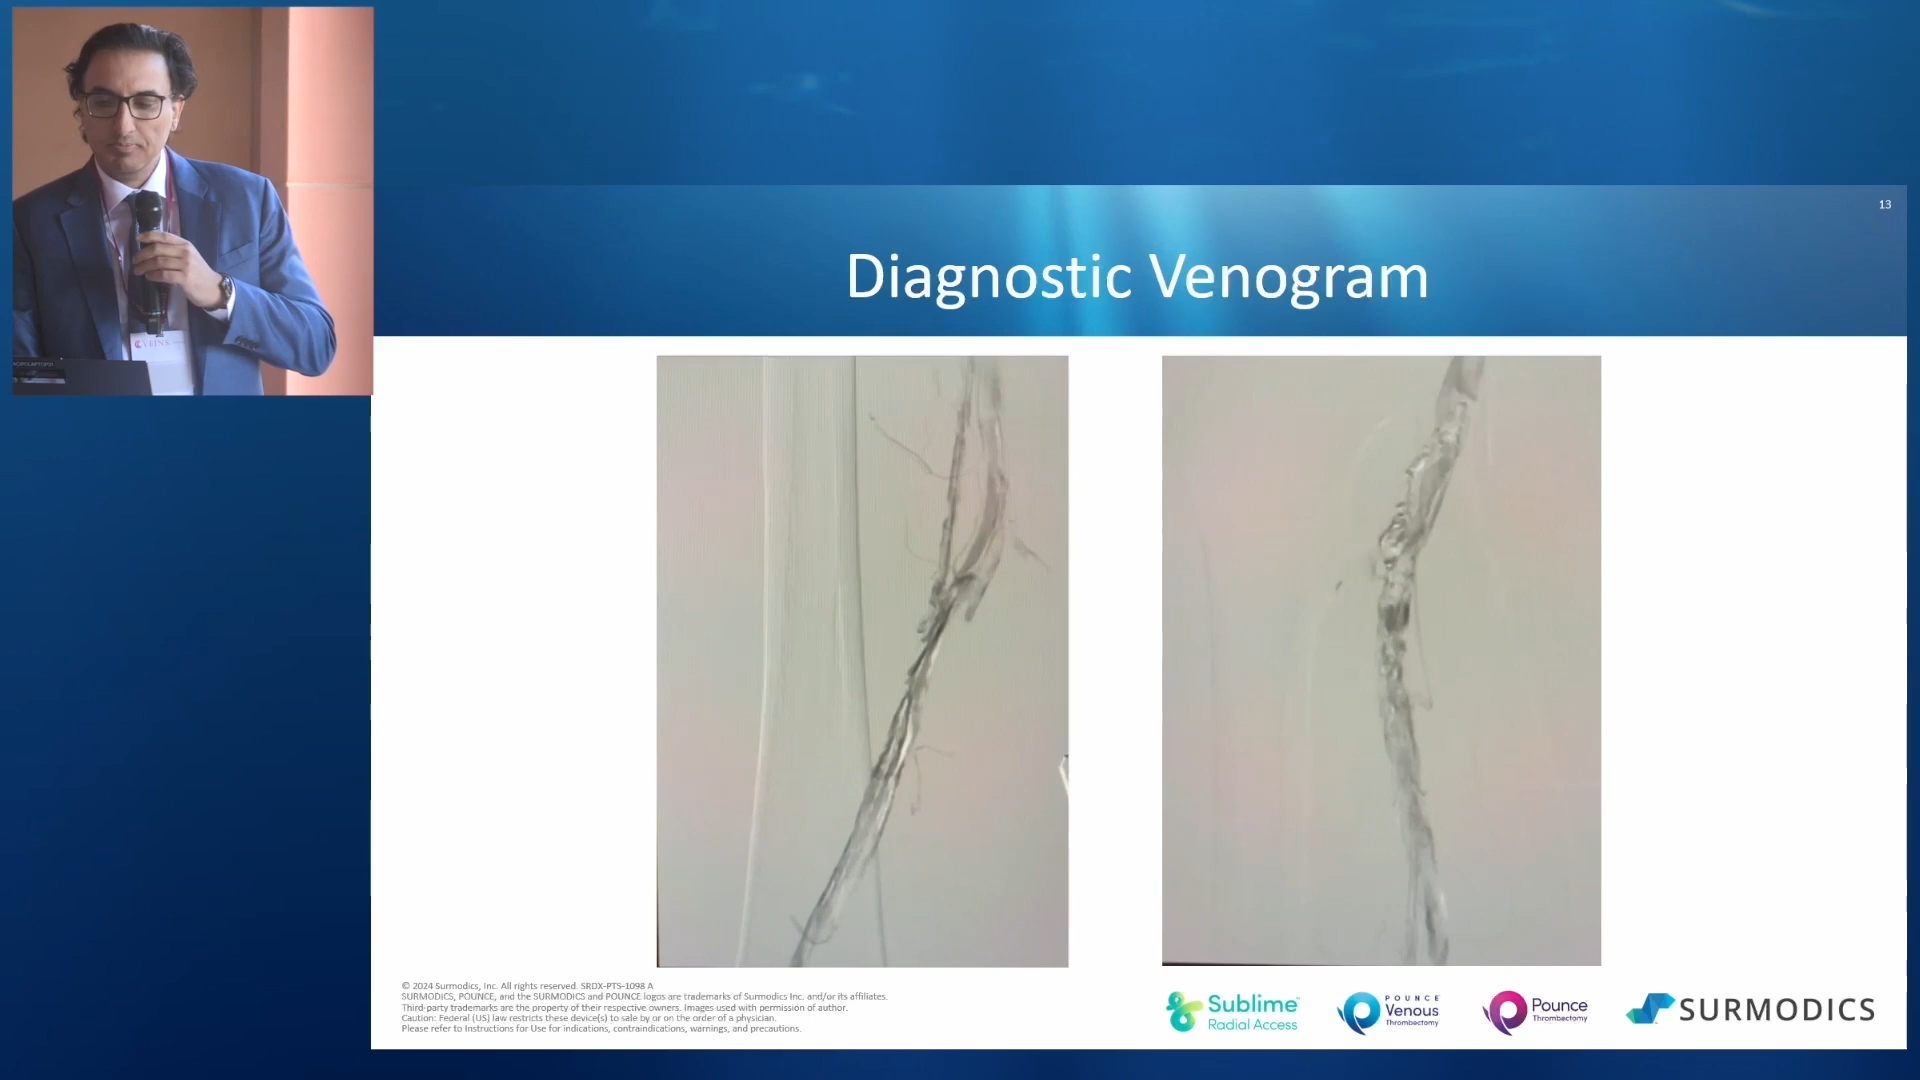 13
Diagnostic Venogram
VEINS
© 2024 Surmodics, Inc. All rights reserved. SRDX-PTS-1098 A
SURMODICS, POUNCE, and the SURMODICS and POUNCE logos are trademarks of Surmodics Inc. and/or its affiliates.
Third-party trademarks are the property of their respective owners. Images used with permission of author.
Caution: Federal (US) law restricts these device(s) to sale by or on the order of a physician.
Please refer to Instructions for Use for indications, contraindications, warnings, and precautions.
Sublime™
Radial Access
POUNCE
Venous
Thrombectomy
Pounce
Thrombectomy
SURMODICS